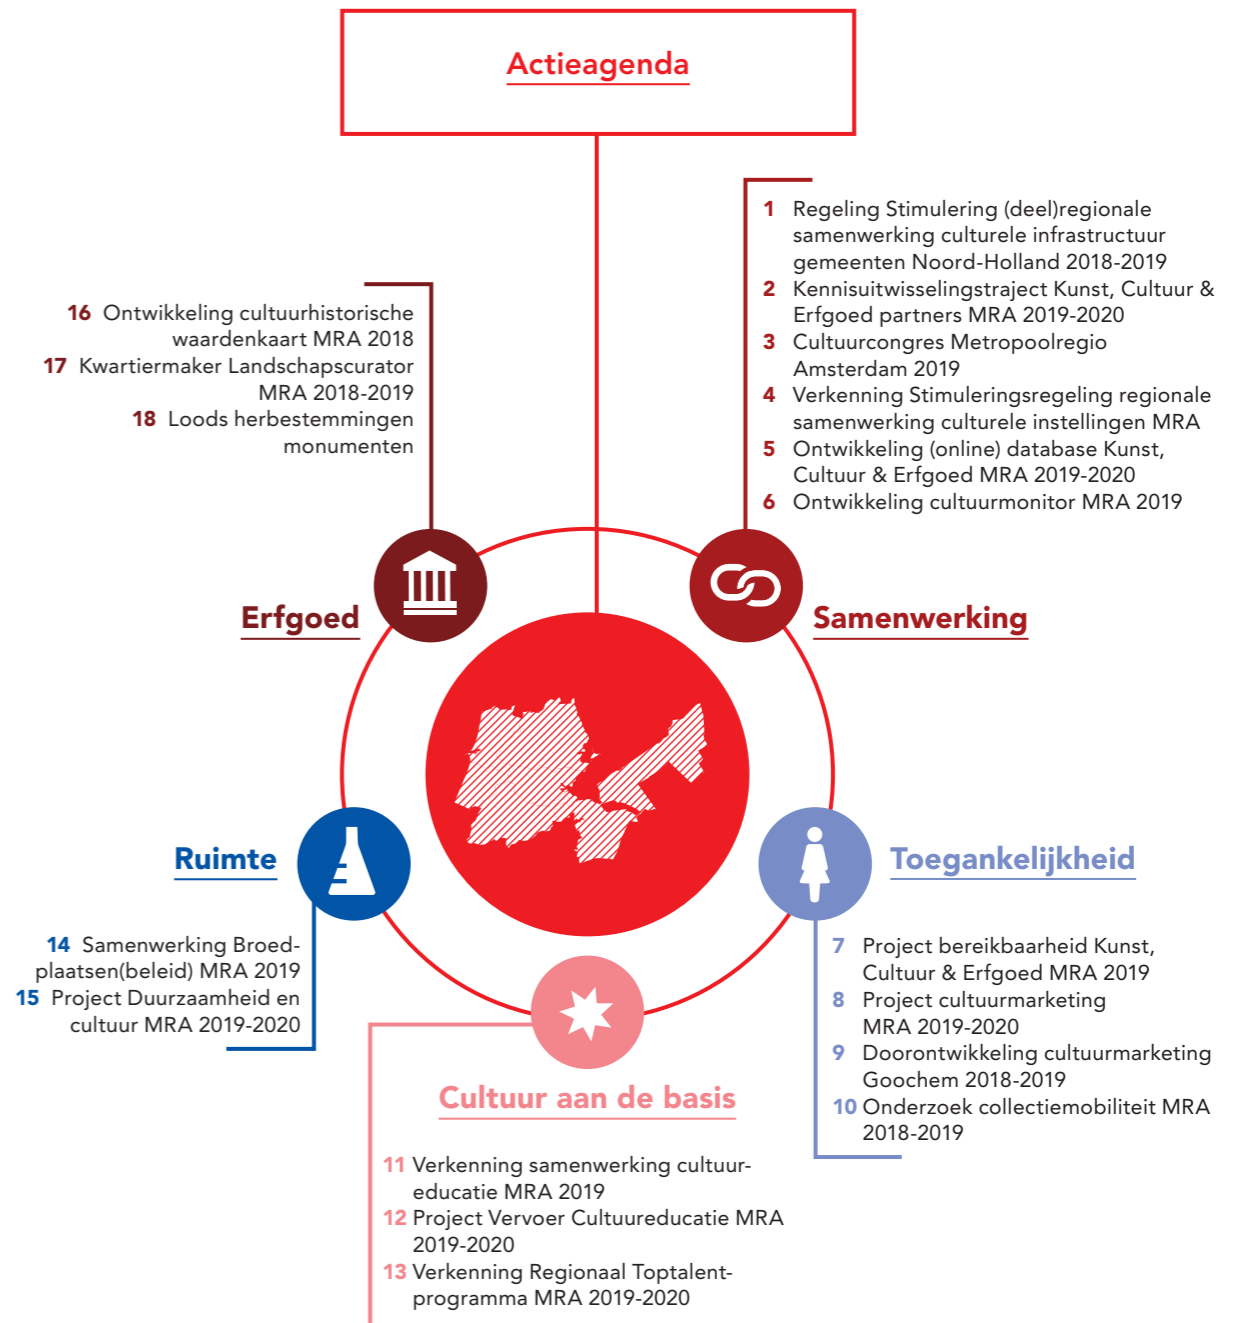 Actieagenda
1 Regeling Stimulering (deel)regionale
samenwerking culturele infrastructuur
gemeenten Noord-Holland 2018-2019
2 Kennisuitwisselingstraject Kunst, Cultuur &
Erfgoed partners MRA 2019-2020
3 Cultuurcongres Metropoolregio
Amsterdam 2019
4 Verkenning Stimuleringsregeling regionale
samenwerking culturele instellingen MRA
5 Ontwikkeling (online) database Kunst,
Cultuur & Erfgoed MRA 2019-2020
6 Ontwikkeling cultuurmonitor MRA 2019
Samenwerking
Toegankelijkheid
7 Project bereikbaarheid Kunst,
Cultuur & Erfgoed MRA 2019
8 Project cultuurmarketing
MRA 2019-2020
9 Doorontwikkeling cultuurmarketing
Goochem 2018-2019
10 Onderzoek collectiemobiliteit MRA
2018-2019
Cultuur aan de basis
11 Verkenning samenwerking cultuur-
educatie MRA 2019
12 Project Vervoer Cultuureducatie MRA
2019-2020
13 Verkenning Regionaal Toptalent-
programma MRA 2019-2020
Ruimte
14 Samenwerking Broed-
plaatsen(beleid) MRA 2019
15 Project Duurzaamheid en
cultuur MRA 2019-2020
16 Ontwikkeling cultuurhistorische
waardenkaart MRA 2018
17 Kwartiermaker Landschapscurator
MRA 2018-2019
18 Loods herbestemmingen
monumenten
Erfgoed